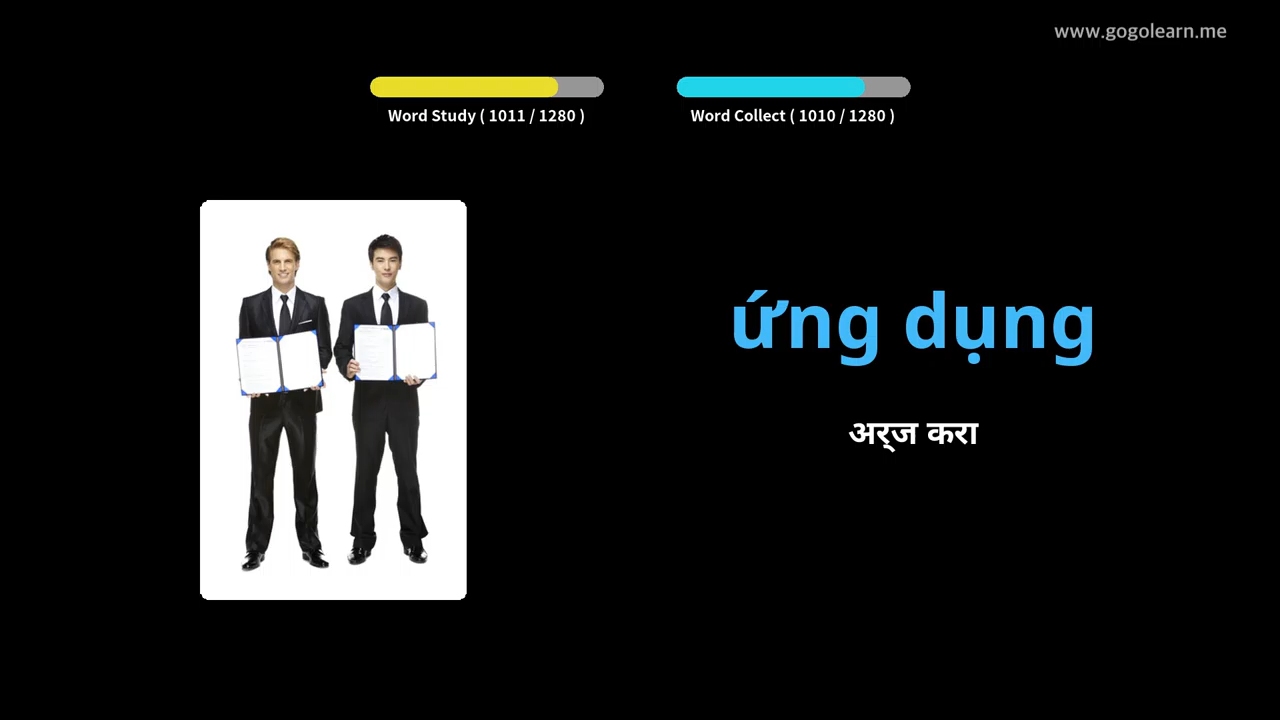 www.gogolearn.me
Word Study ( 1011 / 1280 )
Word Collect ( 1010 / 1280 )
ứng dụng
अर्ज करा